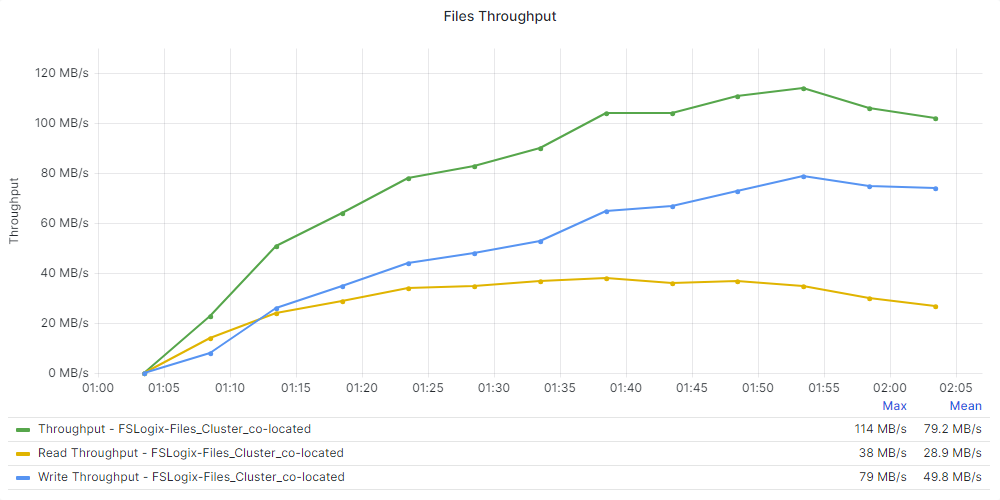 Files Throughput
120 MB/s
100 MB/s
80 MB/s
60 MB/s
40 MB/s
20 MB/s
0 MB/s
Throughput
01:00 01:05 01:10 01:15 01:20 01:25 01:30 01:35 01:40 01:45 01:50 01:55 02:00 02:05
Max Mean
Throughput - FSLogix-Files_Cluster_co-located 114 MB/s 79.2 MB/s
Read Throughput - FSLogix-Files_Cluster_co-located 38 MB/s 28.9 MB/s
Write Throughput - FSLogix-Files_Cluster_co-located 79 MB/s 49.8 MB/s